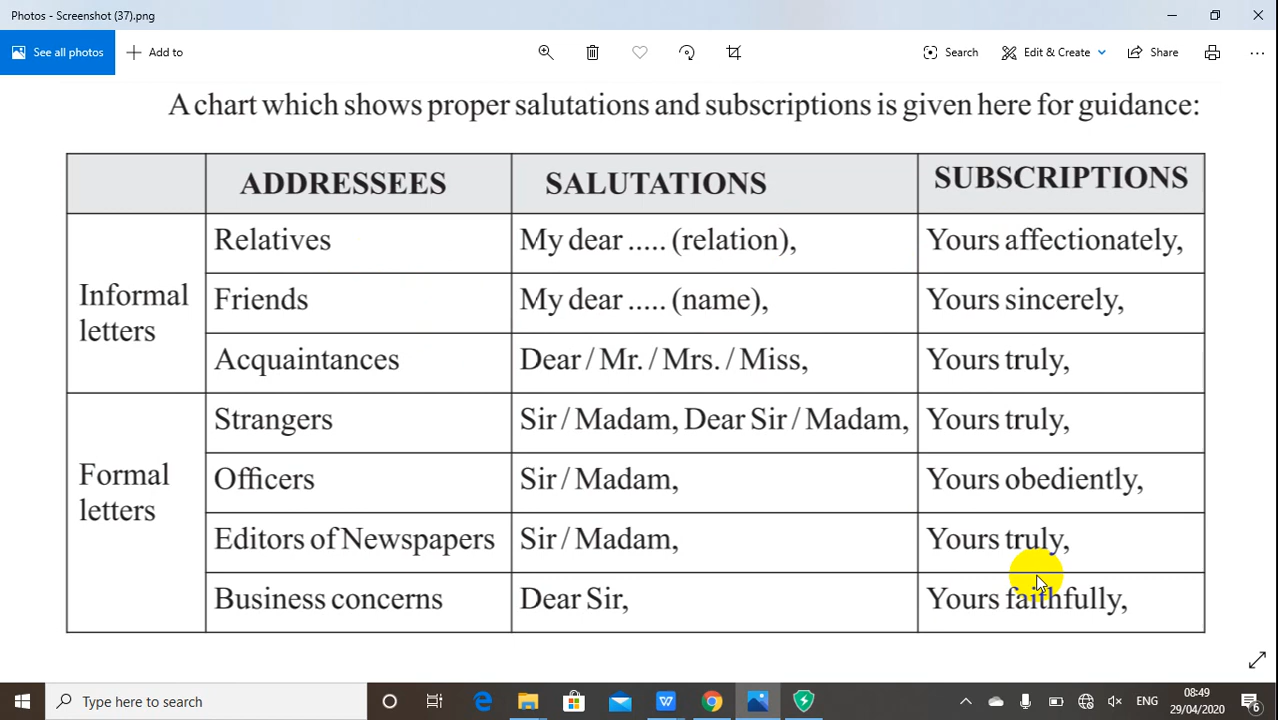 Photos - Screenshot (37).png
See all photos
Add to
Search
Edit & Create
Share
A chart which shows proper salutations and subscriptions is given here for guidance:
ADDRESSEES SALUTATIONS SUBSCRIPTIONS
Informal letters
Relatives My dear ..... (relation), Yours affectionately,
Friends My dear ..... (name), Yours sincerely,
Acquaintances Dear / Mr. / Mrs. / Miss, Yours truly,
Formal letters
Strangers Sir / Madam, Dear Sir / Madam, Yours truly,
Officers Sir / Madam, Yours obediently,
Editors of Newspapers Sir / Madam, Yours truly,
Business concerns Dear Sir, Yours faithfully,
Type here to search
ENG
08:49
29/04/2020
6